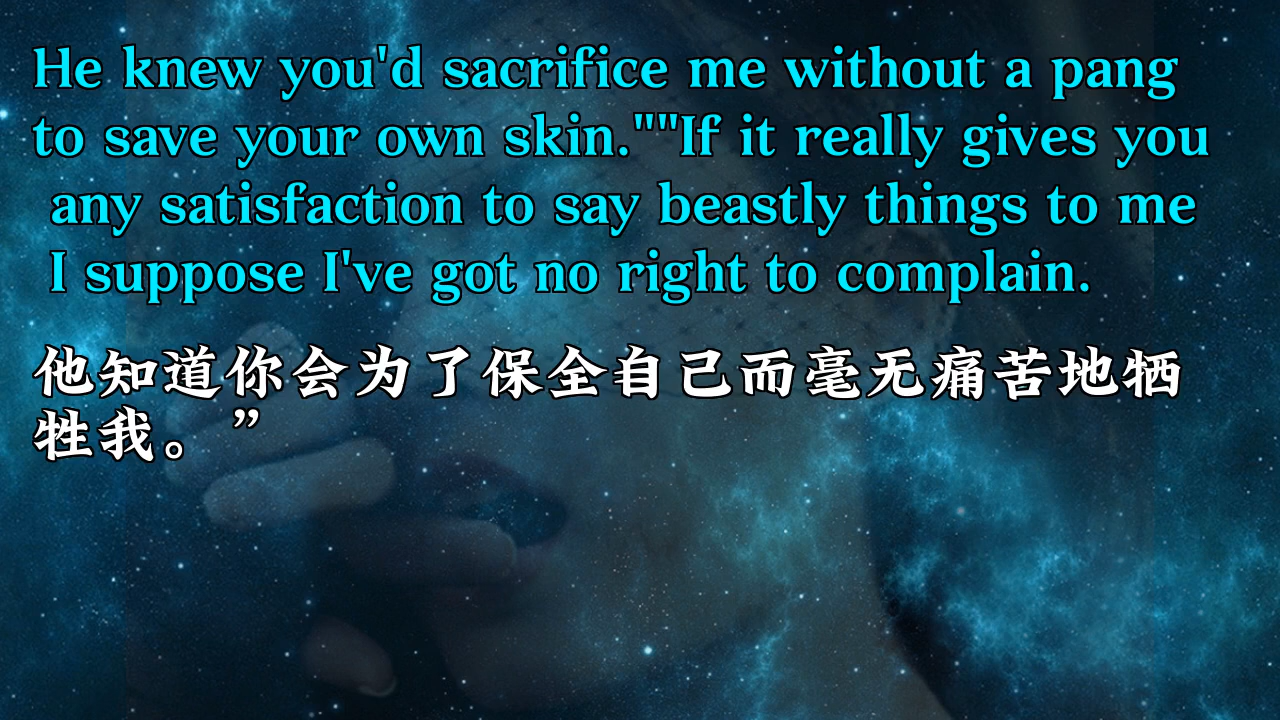 He knew you'd sacrifice me without a pang
to save your own skin.""If it really gives you
any satisfaction to say beastly things to me
I suppose I've got no right to complain.
他知道你会为了保全自己而毫无痛苦地牺
牲我。”